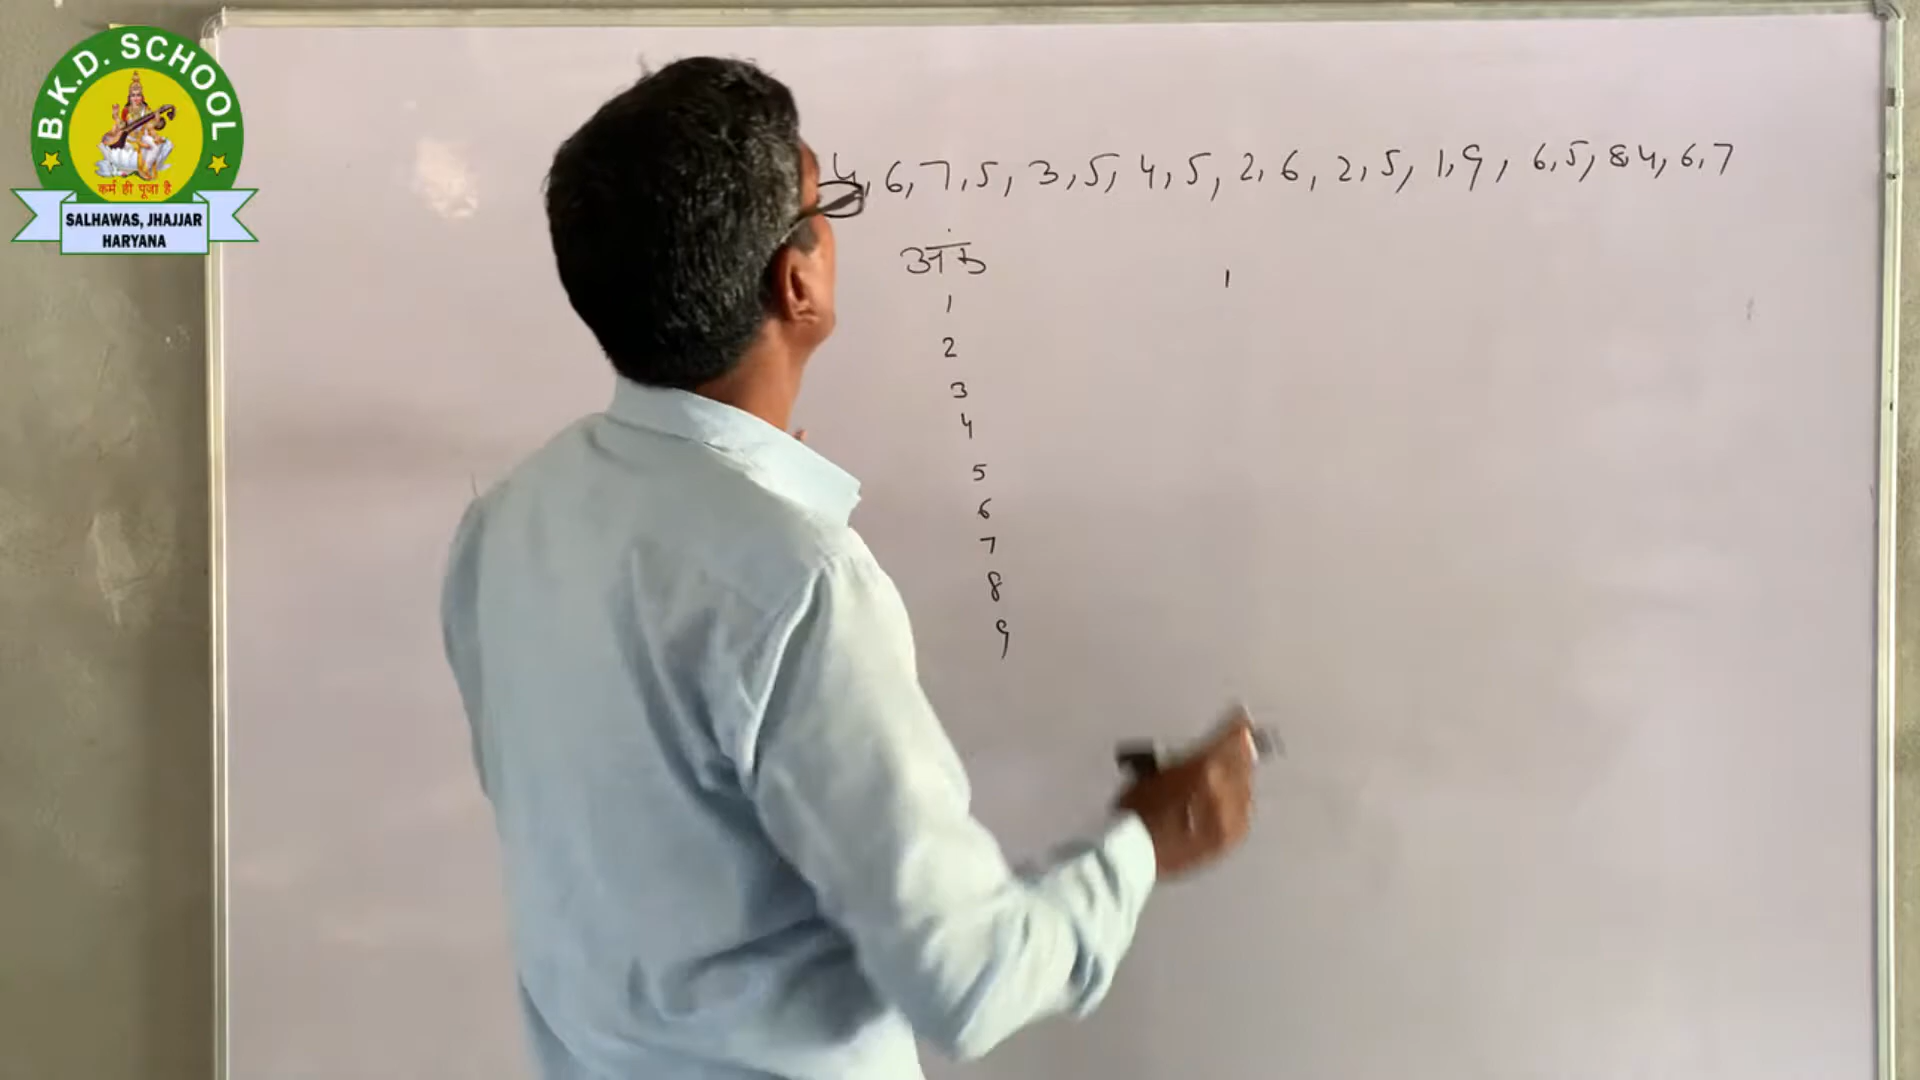 B.K.D. SCHOOL
कर्म ही पूजा है
SALHAWAS, JHAJJAR
HARYANA
4, 6, 7, 5, 3, 5, 4, 5, 2, 6, 2, 5, 1, 9, 6, 5, 8 4, 6, 7
अंक
1
1
2
3
4
5
6
7
8
9